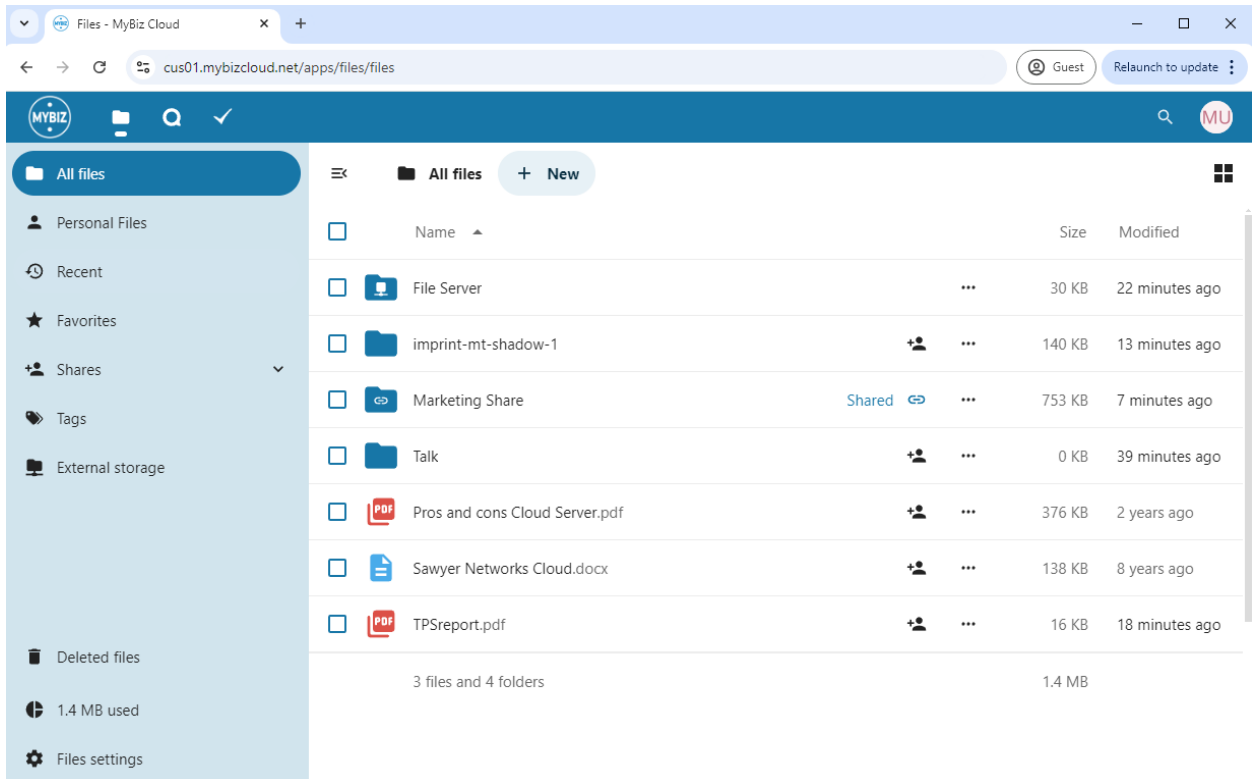 Files - MyBiz Cloud
cus01.mybizcloud.net/apps/files/files
Guest
Relaunch to update
MYBIZ
MU
All files
Personal Files
Recent
Favorites
Shares
Tags
External storage
Deleted files
1.4 MB used
Files settings
All files + New
Name Size Modified
File Server 30 KB 22 minutes ago
imprint-mt-shadow-1 140 KB 13 minutes ago
Marketing Share Shared 753 KB 7 minutes ago
Talk 0 KB 39 minutes ago
PDF Pros and cons Cloud Server.pdf 376 KB 2 years ago
Sawyer Networks Cloud.docx 138 KB 8 years ago
PDF TPSreport.pdf 16 KB 18 minutes ago
3 files and 4 folders 1.4 MB